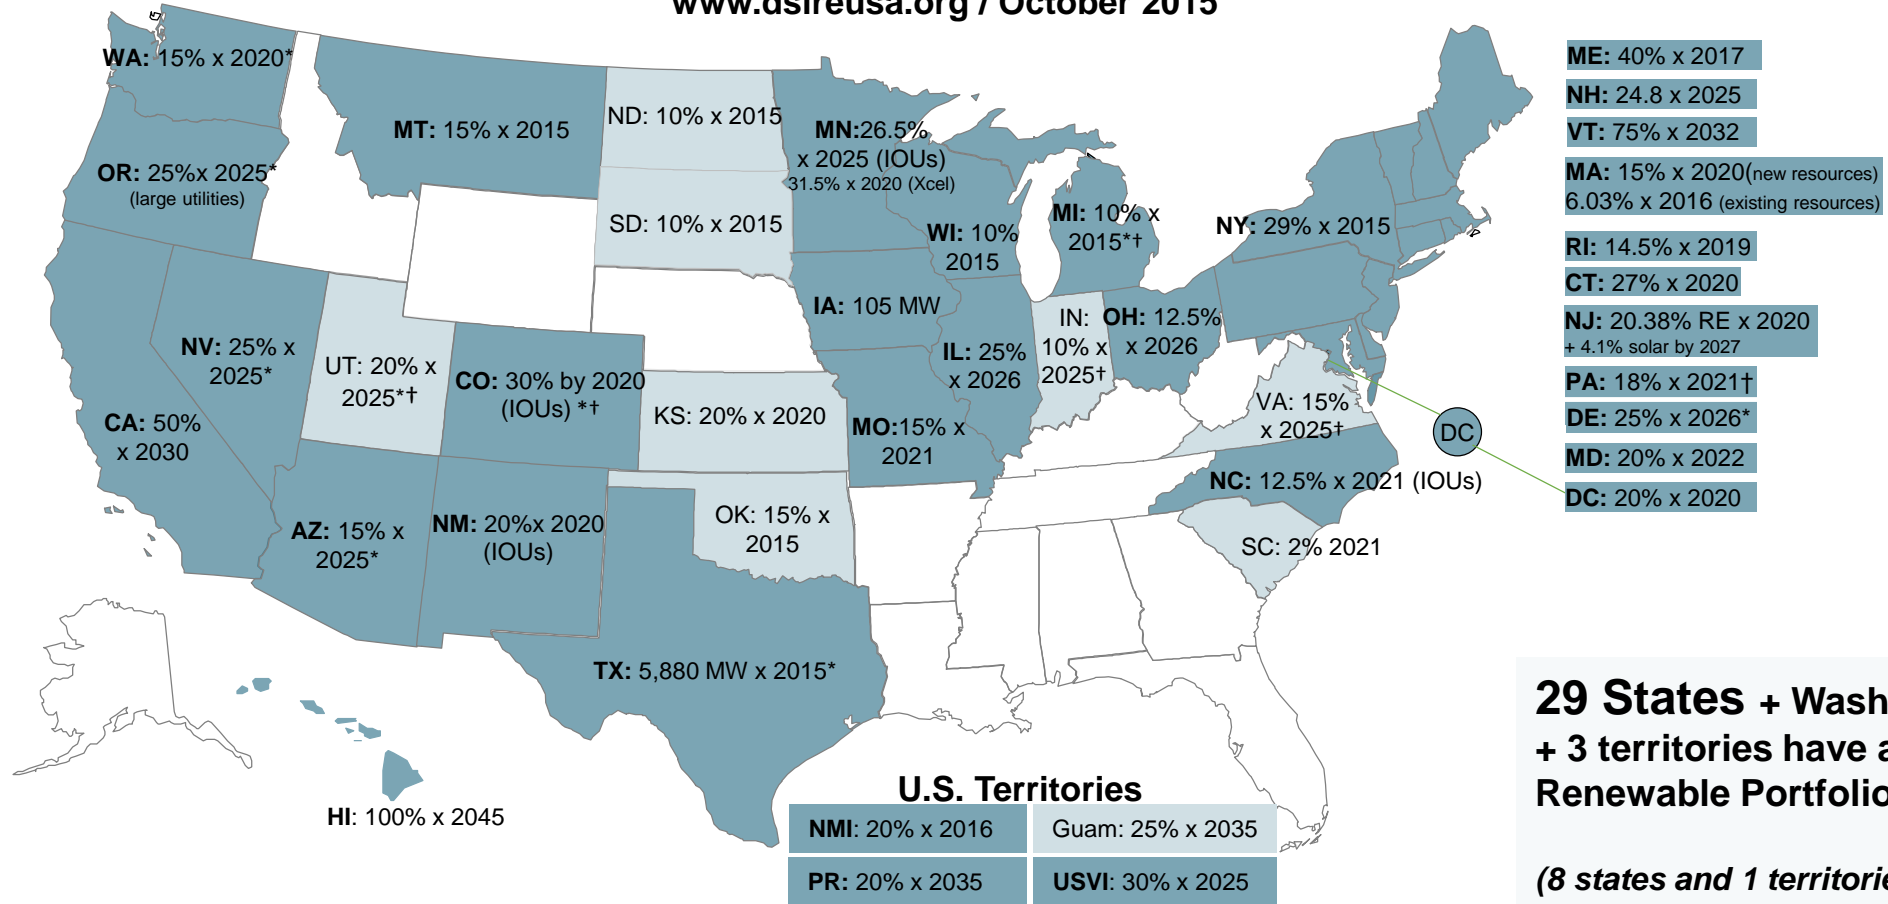 www.dsireusa.org / October 2015
WA: 15% x 2020*
OR: 25%x 2025*
(large utilities)
MT: 15% x 2015
ND: 10% x 2015
SD: 10% x 2015
MN:26.5%
x 2025 (IOUs)
31.5% x 2020 (Xcel)
WI: 10%
2015
MI: 10% x
2015*†
NY: 29% x 2015
IA: 105 MW
NV: 25% x
2025*
UT: 20% x
2025*†
CO: 30% by 2020
(IOUs) *†
KS: 20% x 2020
MO:15% x
2021
IL: 25%
x 2026
IN:
10% x
2025†
OH: 12.5%
x 2026
VA: 15%
x 2025†
CA: 50%
x 2030
AZ: 15% x
2025*
NM: 20%x 2020
(IOUs)
OK: 15% x
2015
NC: 12.5% x 2021 (IOUs)
SC: 2% 2021
TX: 5,880 MW x 2015*
HI: 100% x 2045
DC
ME: 40% x 2017
NH: 24.8 x 2025
VT: 75% x 2032
MA: 15% x 2020(new resources)
6.03% x 2016 (existing resources)
RI: 14.5% x 2019
CT: 27% x 2020
NJ: 20.38% RE x 2020
+ 4.1% solar by 2027
PA: 18% x 2021†
DE: 25% x 2026*
MD: 20% x 2022
DC: 20% x 2020
U.S. Territories
NMI: 20% x 2016
Guam: 25% x 2035
PR: 20% x 2035
USVI: 30% x 2025
29 States + Wash
+ 3 territories have a
Renewable Portfolio
(8 states and 1 territorie